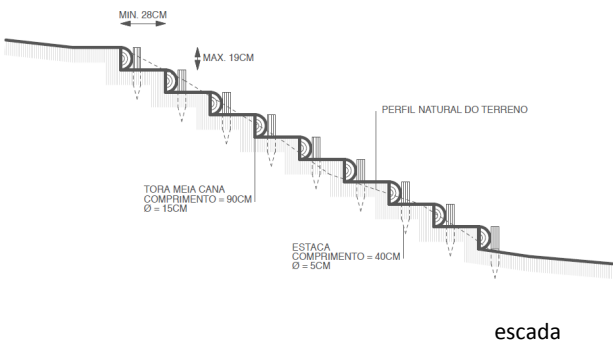 MIN. 28CM
MAX. 19CM
PERFIL NATURAL DO TERRENO
TORA MEIA CANA
COMPRIMENTO = 90CM
Ø = 15CM
ESTACA
COMPRIMENTO = 40CM
Ø = 5CM
escada